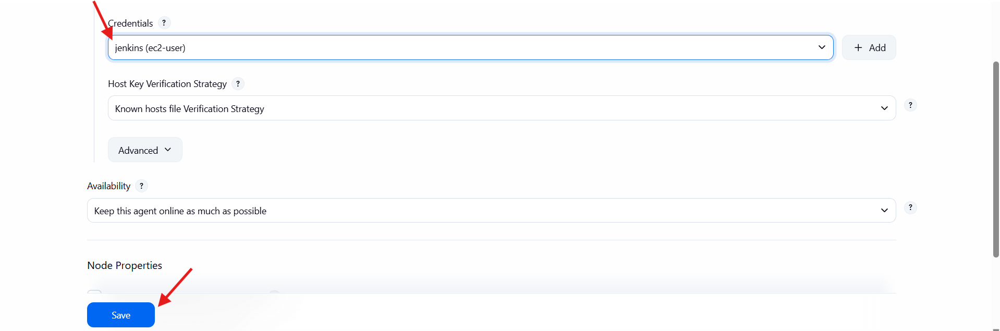 Credentials ?
jenkins (ec2-user)
+ Add
Host Key Verification Strategy ?
Known hosts file Verification Strategy
?
Advanced
Availability ?
Keep this agent online as much as possible
?
Node Properties
Save